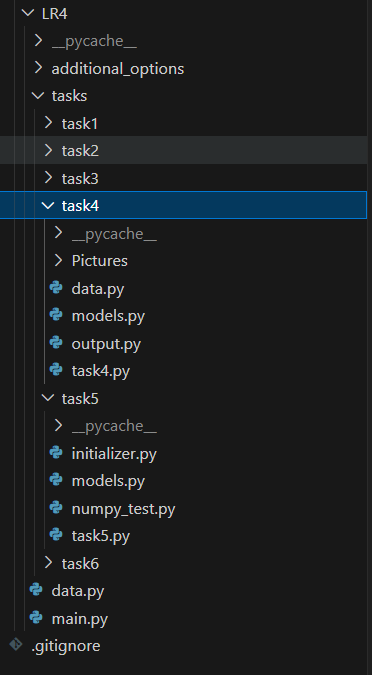 LR4
__pycache__
additional_options
tasks
task1
task2
task3
task4
__pycache__
Pictures
data.py
models.py
output.py
task4.py
task5
__pycache__
initializer.py
models.py
numpy_test.py
task5.py
task6
data.py
main.py
.gitignore